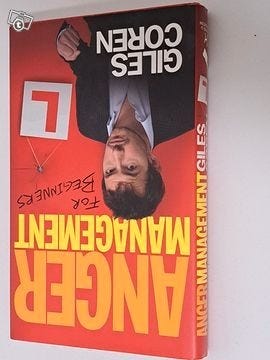 GILES
COREN
L
FOR
BEGINNERS
ANGER
MANAGEMENT
ANGER MANAGEMENT GILES